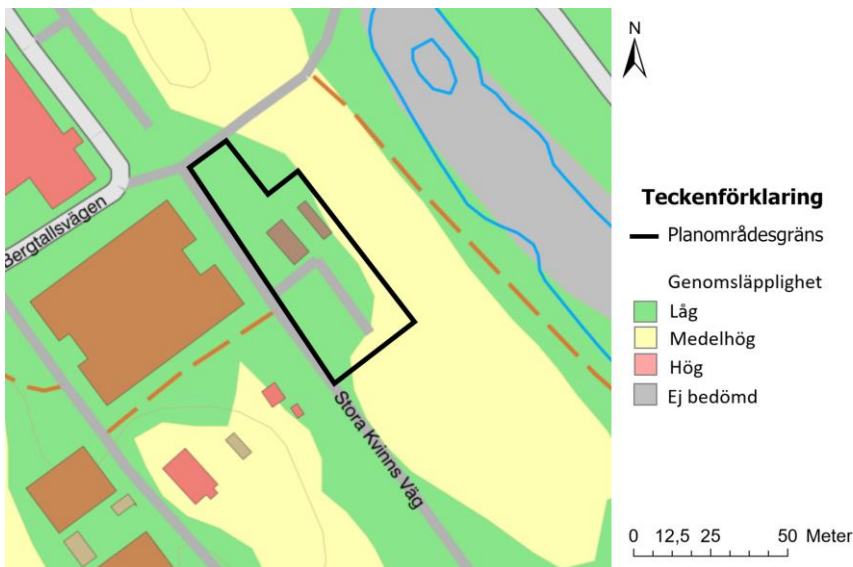 Bergtallsvägen
Stora Kvinns Väg
N
Teckenförklaring
Planområdesgräns
Genomsläpplighet
Låg
Medelhög
Hög
Ej bedömd
0 12,5 25 50 Meter